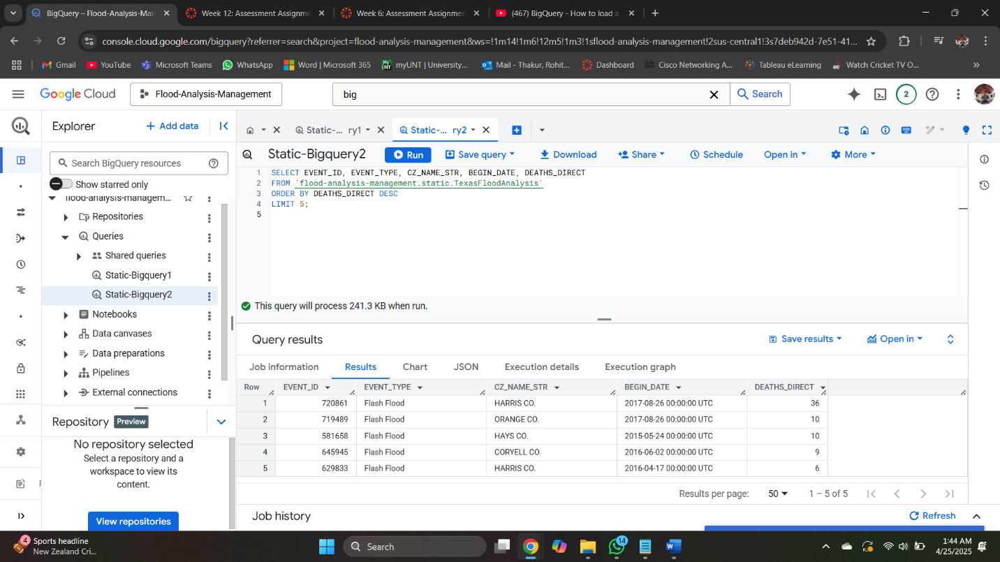 BigQuery – Flood-Analysis-Man
Week 12: Assessment Assignme
Week 6: Assessment Assignmen
(467) BigQuery - How to load a
console.cloud.google.com/bigquery?referrer=search&project=flood-analysis-management&ws=!1m14!1m6!12m5!1m3!1sflood-analysis-management!2sus-central1!3s7deb942d-7e51-41...
Gmail
YouTube
Microsoft Teams
WhatsApp
Word | Microsoft 365
myUNT | University...
Mail - Thakur, Rohit...
Dashboard
Cisco Networking A...
Tableau eLearning
Watch Cricket TV O...
Google Cloud
Flood-Analysis-Management
big
Search
2
Explorer
+ Add data
Static-... ry1
Static-... ry2
Search BigQuery resources
Show starred only
flood-analysis-managem...
Repositories
Queries
Shared queries
Static-Bigquery1
Static-Bigquery2
Notebooks
Data canvases
Data preparations
Pipelines
External connections
Repository Preview
No repository selected
Select a repository and a
workspace to view its
content.
View repositories
Static-Bigquery2
Run
Save query
Download
Share
Schedule
Open in
More
1 SELECT EVENT_ID, EVENT_TYPE, CZ_NAME_STR, BEGIN_DATE, DEATHS_DIRECT
2 FROM `flood-analysis-management.static.TexasFloodAnalysis`
3 ORDER BY DEATHS_DIRECT DESC
4 LIMIT 5;
5
This query will process 241.3 KB when run.
Query results
Save results
Open in
Job information Results Chart JSON Execution details Execution graph
Row EVENT_ID EVENT_TYPE CZ_NAME_STR BEGIN_DATE DEATHS_DIRECT
1 720861 Flash Flood HARRIS CO. 2017-08-26 00:00:00 UTC 36
2 719489 Flash Flood ORANGE CO. 2017-08-26 00:00:00 UTC 10
3 581658 Flash Flood HAYS CO. 2015-05-24 00:00:00 UTC 10
4 645945 Flash Flood CORYELL CO. 2016-06-02 00:00:00 UTC 9
5 629833 Flash Flood HARRIS CO. 2016-04-17 00:00:00 UTC 6
Results per page: 50 1 – 5 of 5
Job history
Refresh
4
Sports headline
New Zealand Cri...
Search
14
1:44 AM
4/25/2025